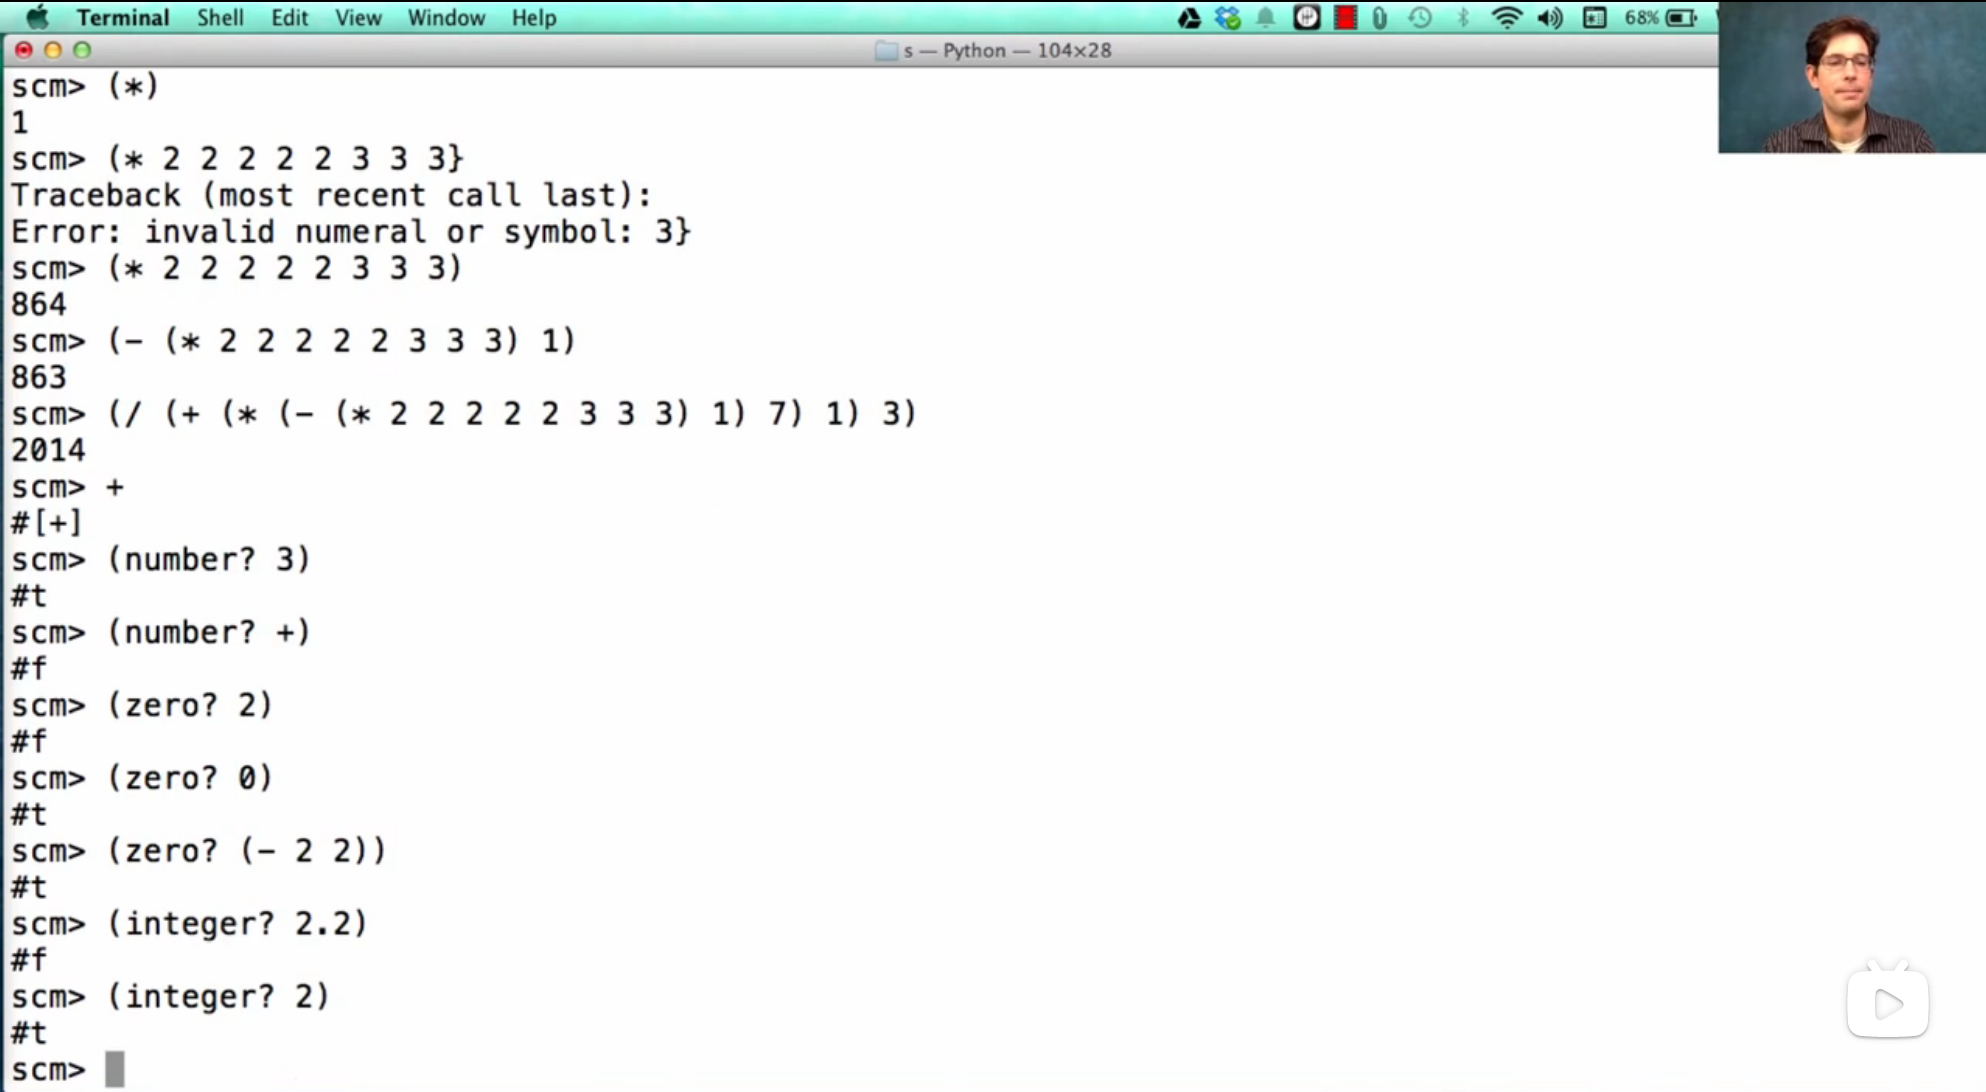 Terminal Shell Edit View Window Help 68%
s — Python — 104×28
scm> (*)
1
scm> (* 2 2 2 2 2 3 3 3}
Traceback (most recent call last):
Error: invalid numeral or symbol: 3}
scm> (* 2 2 2 2 2 3 3 3)
864
scm> (- (* 2 2 2 2 2 3 3 3) 1)
863
scm> (/ (+ (* (- (* 2 2 2 2 2 3 3 3) 1) 7) 1) 3)
2014
scm> +
#[+]
scm> (number? 3)
#t
scm> (number? +)
#f
scm> (zero? 2)
#f
scm> (zero? 0)
#t
scm> (zero? (- 2 2))
#t
scm> (integer? 2.2)
#f
scm> (integer? 2)
#t
scm>